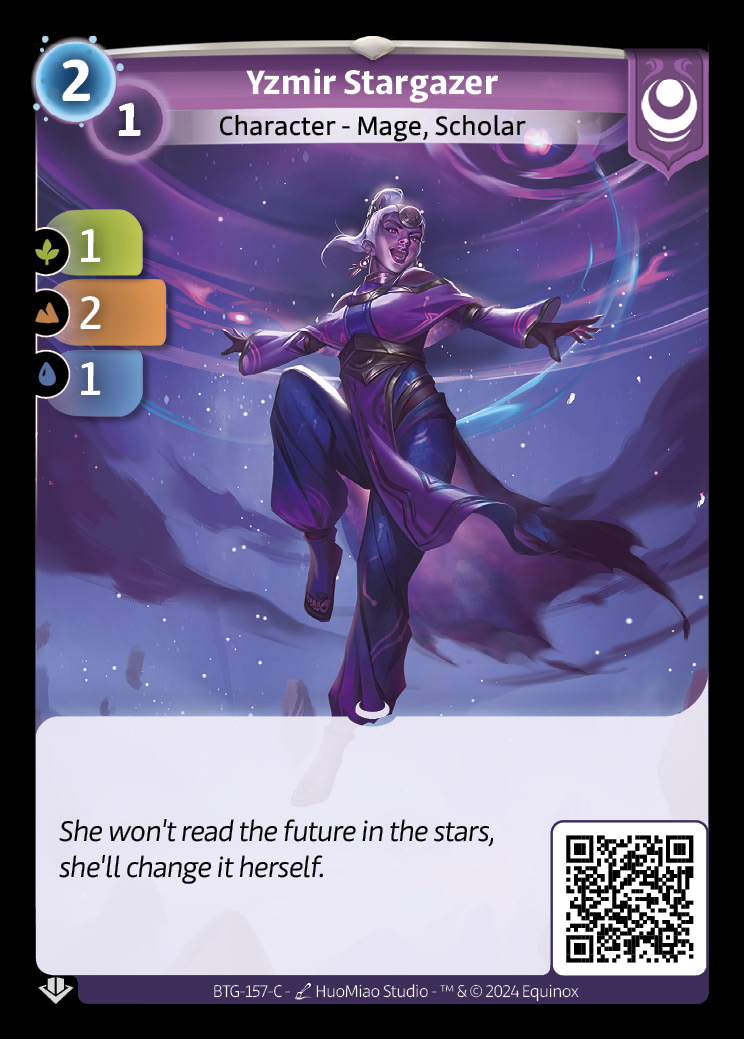 2
Yzmir Stargazer
1
Character - Mage, Scholar
1
2
1
She won't read the future in the stars,
she'll change it herself.
BTG-157-C - HuoMiao Studio - ™ & © 2024 Equinox